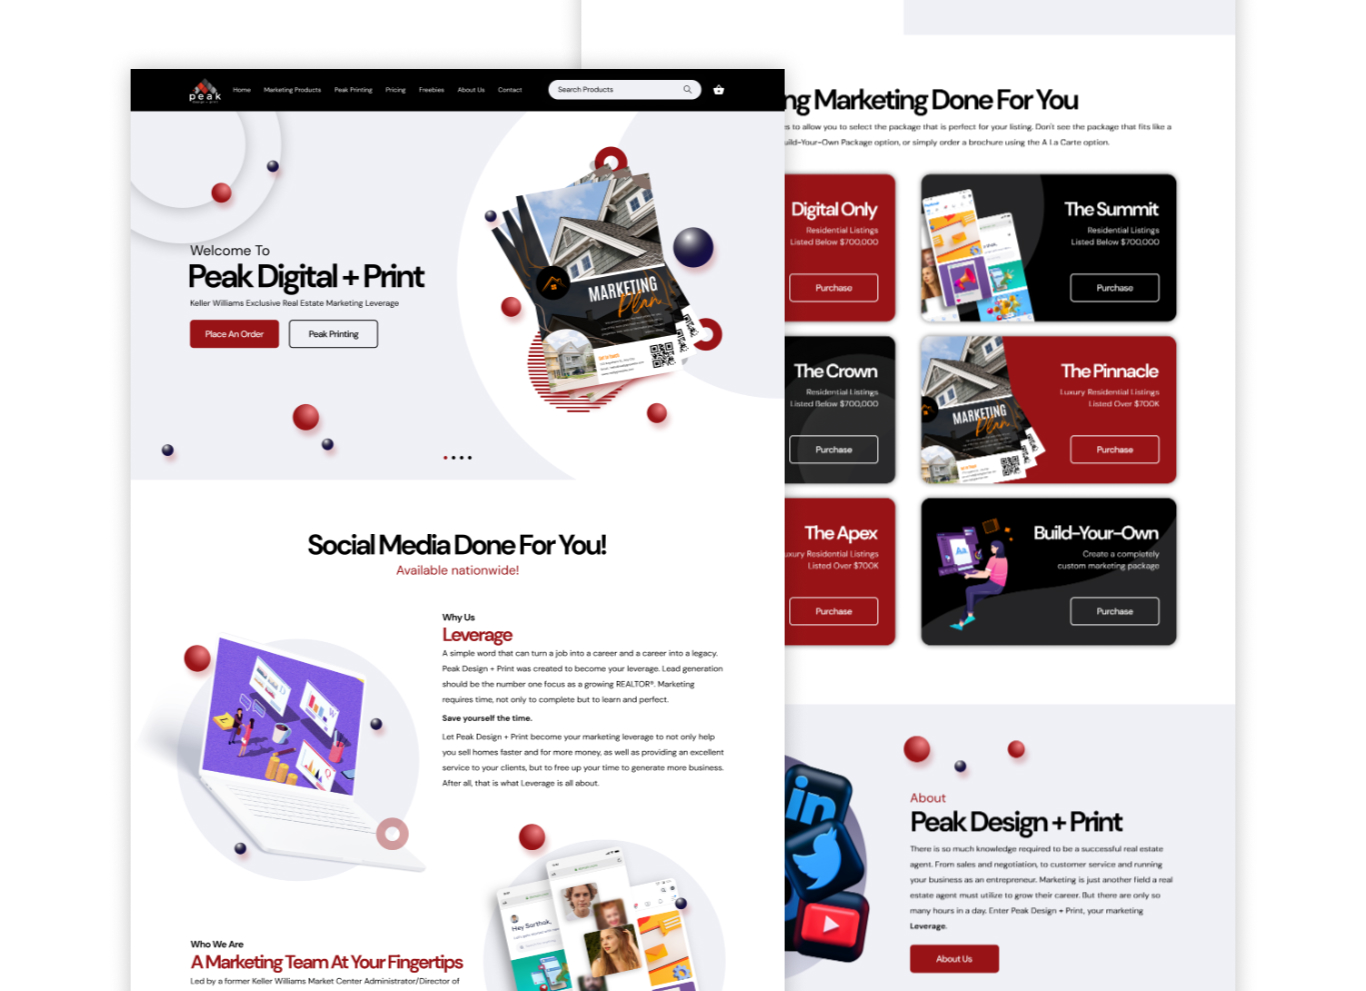 peak
Home
Marketing Products
Peak Printing
Pricing
Freebies
About Us
Contact
Search Products
Welcome To
Peak Digital + Print
Keller Williams Exclusive Real Estate Marketing Leverage
Place An Order
Peak Printing
MARKETING
Plan
Social Media Done For You!
Available nationwide!
Why Us
Leverage
A simple word that can turn a job into a career and a career into a legacy.
Peak Design + Print was created to become your leverage. Lead generation
should be the number one focus as a growing REALTOR®. Marketing
requires time, not only to complete but to learn and perfect.
Save yourself the time.
Let Peak Design + Print become your marketing leverage to not only help
you sell homes faster and for more money, as well as providing an excellent
service to your clients, but to free up your time to generate more business.
After all, that is what Leverage is all about.
Hey Sarthak,
Who We Are
A Marketing Team At Your Fingertips
Led by a former Keller Williams Market Center Administrator/Director of
ng Marketing Done For You
s to allow you to select the package that is perfect for your listing. Don't see the package that fits like a
uild-Your-Own Package option, or simply order a brochure using the A La Carte option.
Digital Only
Residential Listings
Listed Below $700,000
Purchase
The Summit
Residential Listings
Listed Below $700,000
Purchase
The Crown
Residential Listings
Listed Below $700,000
Purchase
MARKETING
Plan
The Pinnacle
Luxury Residential Listings
Listed Over $700K
Purchase
The Apex
uxury Residential Listings
Listed Over $700K
Purchase
Aa
Build-Your-Own
Create a completely
custom marketing package
Purchase
in
About
Peak Design + Print
There is so much knowledge required to be a successful real estate
agent. From sales and negotiation, to customer service and running
your business as an entrepreneur. Marketing is just another field a real
estate agent must utilize to grow their career. But there are only so
many hours in a day. Enter Peak Design + Print, your marketing
Leverage.
About Us